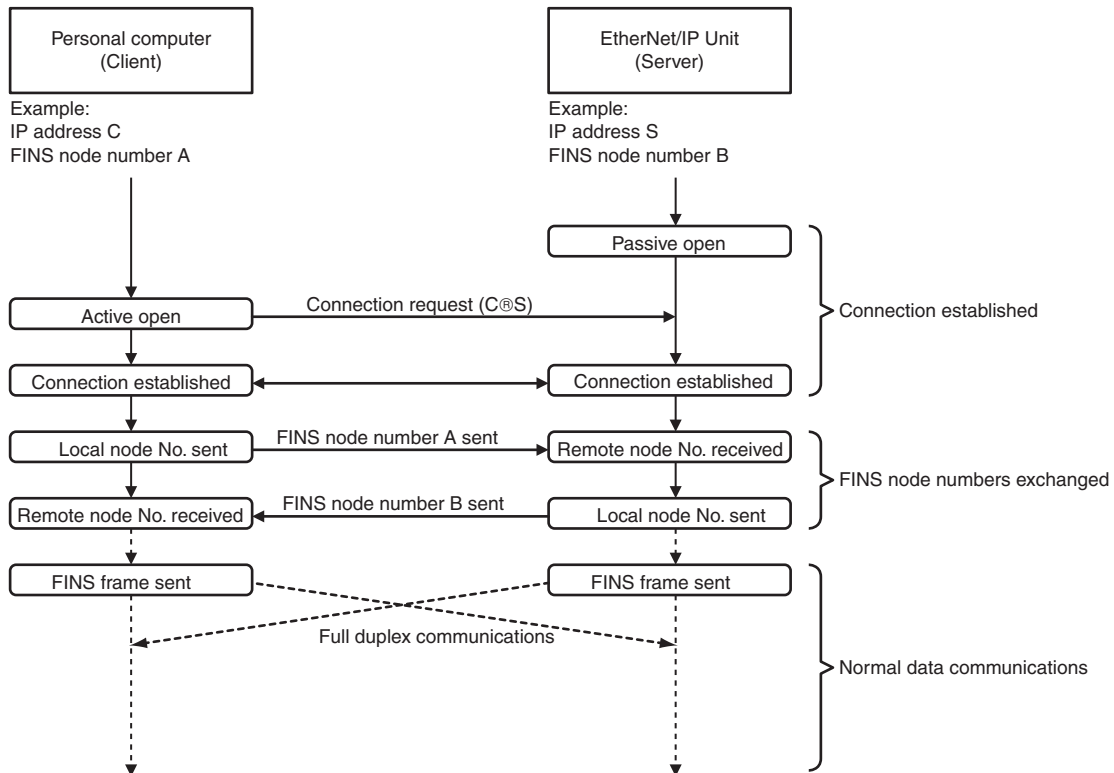 Personal computer
(Client)
EtherNet/IP Unit
(Server)
Example:
IP address C
FINS node number A
Example:
IP address S
FINS node number B
Passive open
Active open
Connection request (C®S)
Connection established
Connection established
Connection established
Local node No. sent
FINS node number A sent
Remote node No. received
FINS node numbers exchanged
Remote node No. received
FINS node number B sent
Local node No. sent
FINS frame sent
FINS frame sent
Full duplex communications
Normal data communications